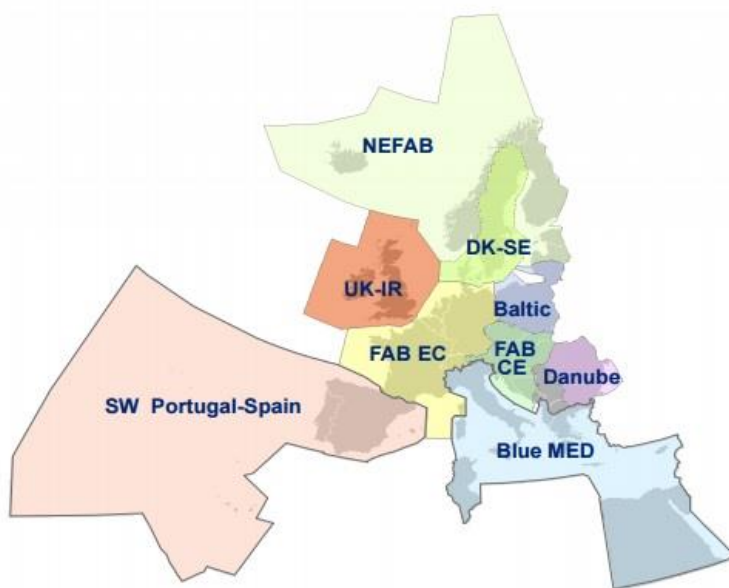 NEFAB
DK-SE
UK-IR
Baltic
FAB EC
FAB
CE
Danube
SW Portugal-Spain
Blue MED